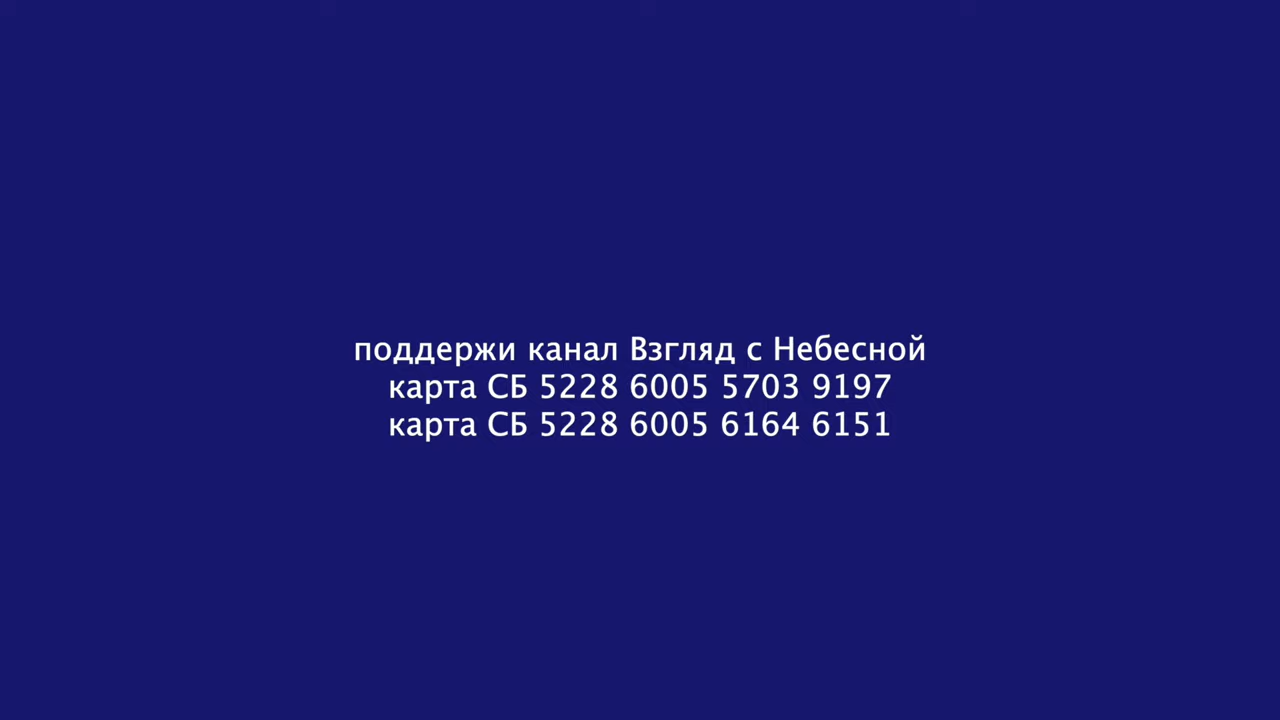 поддержи канал Взгляд с Небесной
карта СБ 5228 6005 5703 9197
карта СБ 5228 6005 6164 6151